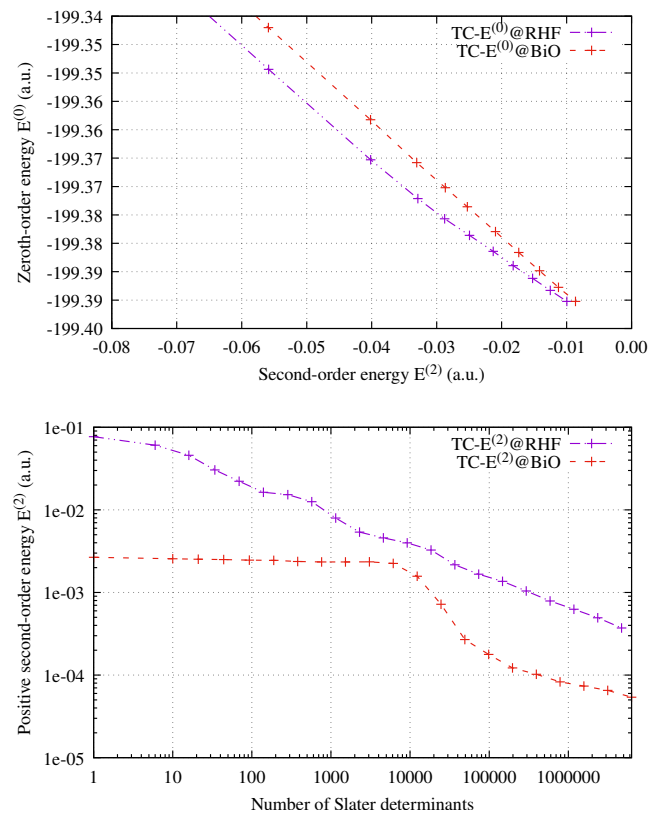 -199.34
-199.34
-199.35
-199.35
-199.36
-199.36
-199.37
-199.37
-199.38
-199.38
-199.39
-199.39
-199.40
-0.08 -0.07 -0.06 -0.05 -0.04 -0.03 -0.02 -0.01 0.00
Zeroth-order energy E^(0) (a.u.)
Second-order energy E^(2) (a.u.)
TC-E^(0)@RHF
TC-E^(0)@BiO
1e-01
1e-02
1e-03
1e-04
1e-05
1 10 100 1000 10000 100000 1000000
Positive second-order energy E^(2) (a.u.)
Number of Slater determinants
TC-E^(2)@RHF
TC-E^(2)@BiO